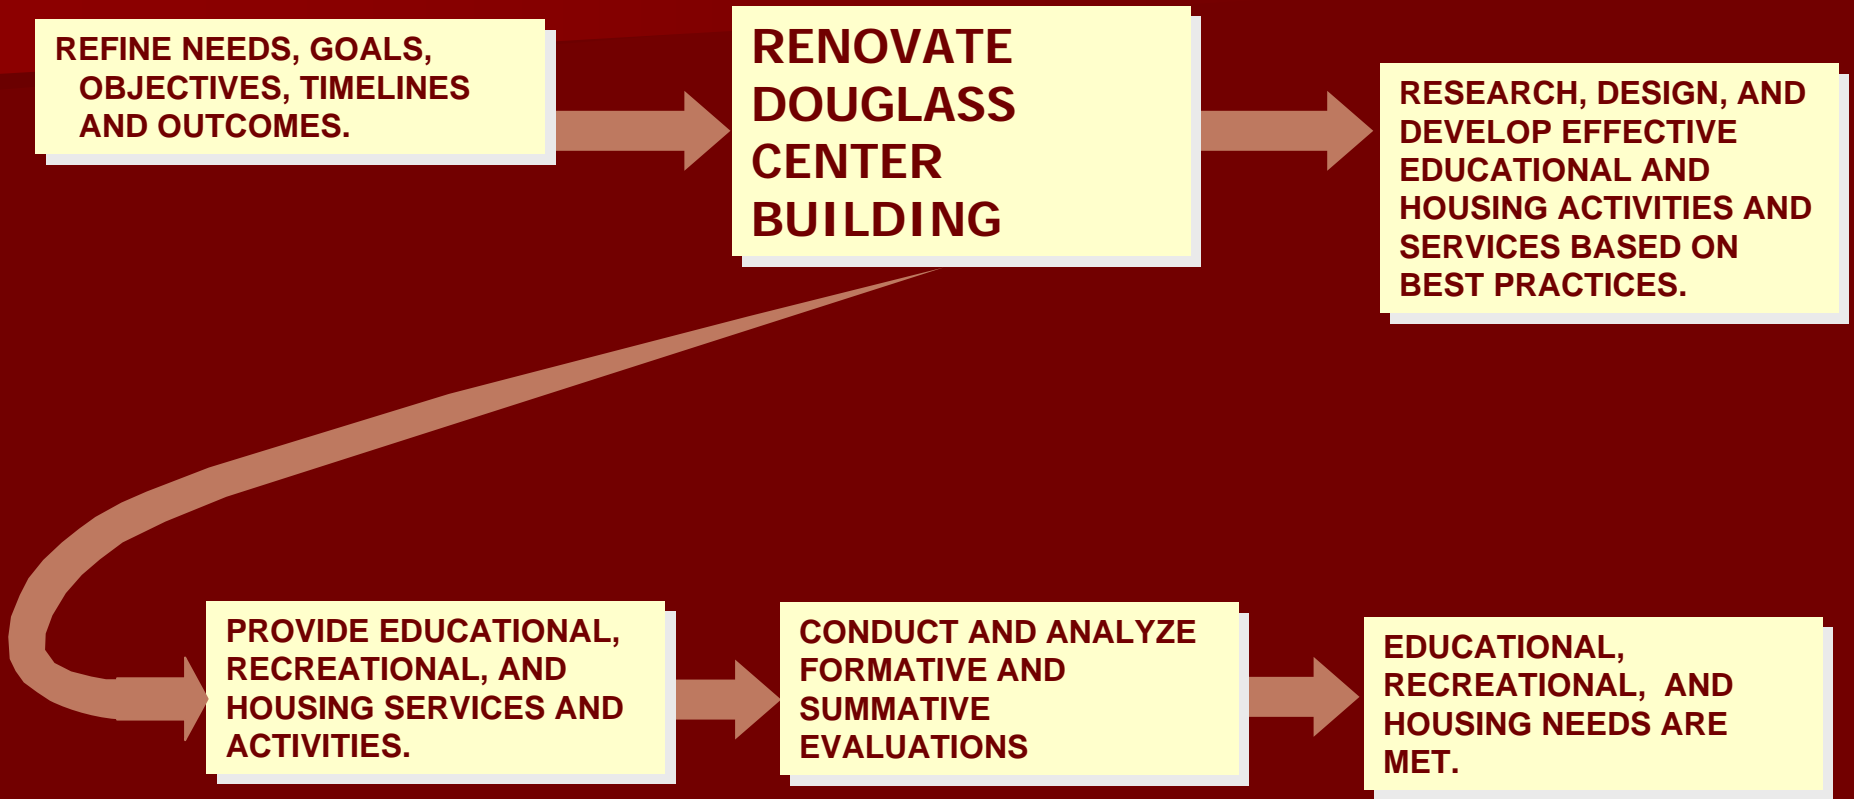 REFINE NEEDS, GOALS,
OBJECTIVES, TIMELINES
AND OUTCOMES.
RENOVATE
DOUGLASS
CENTER
BUILDING
RESEARCH, DESIGN, AND
DEVELOP EFFECTIVE
EDUCATIONAL AND
HOUSING ACTIVITIES AND
SERVICES BASED ON
BEST PRACTICES.
PROVIDE EDUCATIONAL,
RECREATIONAL, AND
HOUSING SERVICES AND
ACTIVITIES.
CONDUCT AND ANALYZE
FORMATIVE AND
SUMMATIVE
EVALUATIONS
EDUCATIONAL,
RECREATIONAL, AND
HOUSING NEEDS ARE
MET.